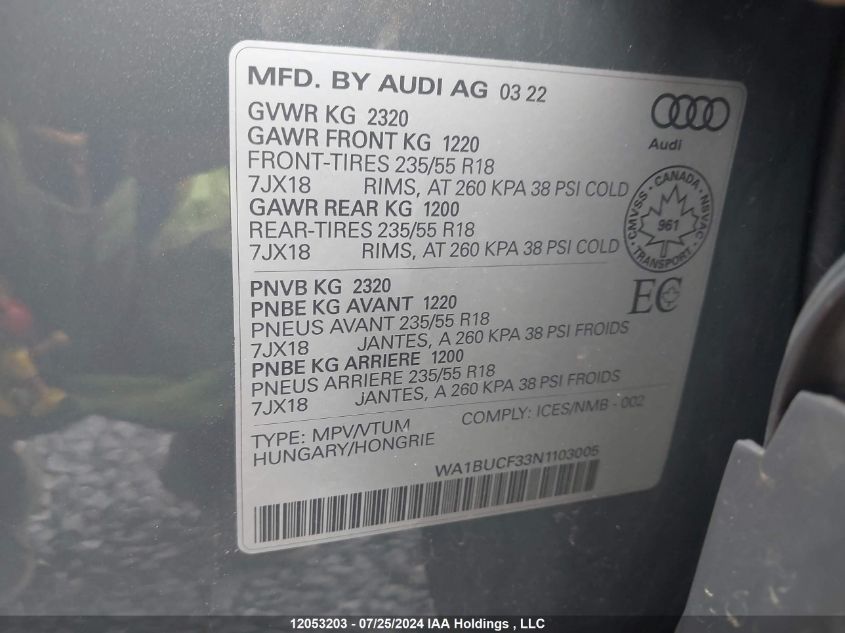 MFD. BY AUDI AG 03 22
GVWR KG 2320
GAWR FRONT KG 1220
FRONT-TIRES 235/55 R18
7JX18 RIMS, AT 260 KPA 38 PSI COLD
GAWR REAR KG 1200
REAR-TIRES 235/55 R18
7JX18 RIMS, AT 260 KPA 38 PSI COLD
Audi
CMVSS · CANADA · NSVAC
961
TRANSPORT
PNVB KG 2320
PNBE KG AVANT 1220
PNEUS AVANT 235/55 R18
7JX18 JANTES, A 260 KPA 38 PSI FROIDS
PNBE KG ARRIERE 1200
PNEUS ARRIERE 235/55 R18
7JX18 JANTES, A 260 KPA 38 PSI FROIDS
EC
TYPE: MPV/VTUM COMPLY: ICES/NMB - 002
HUNGARY/HONGRIE
WA1BUCF33N1103005
12053203 - 07/25/2024 IAA Holdings , LLC